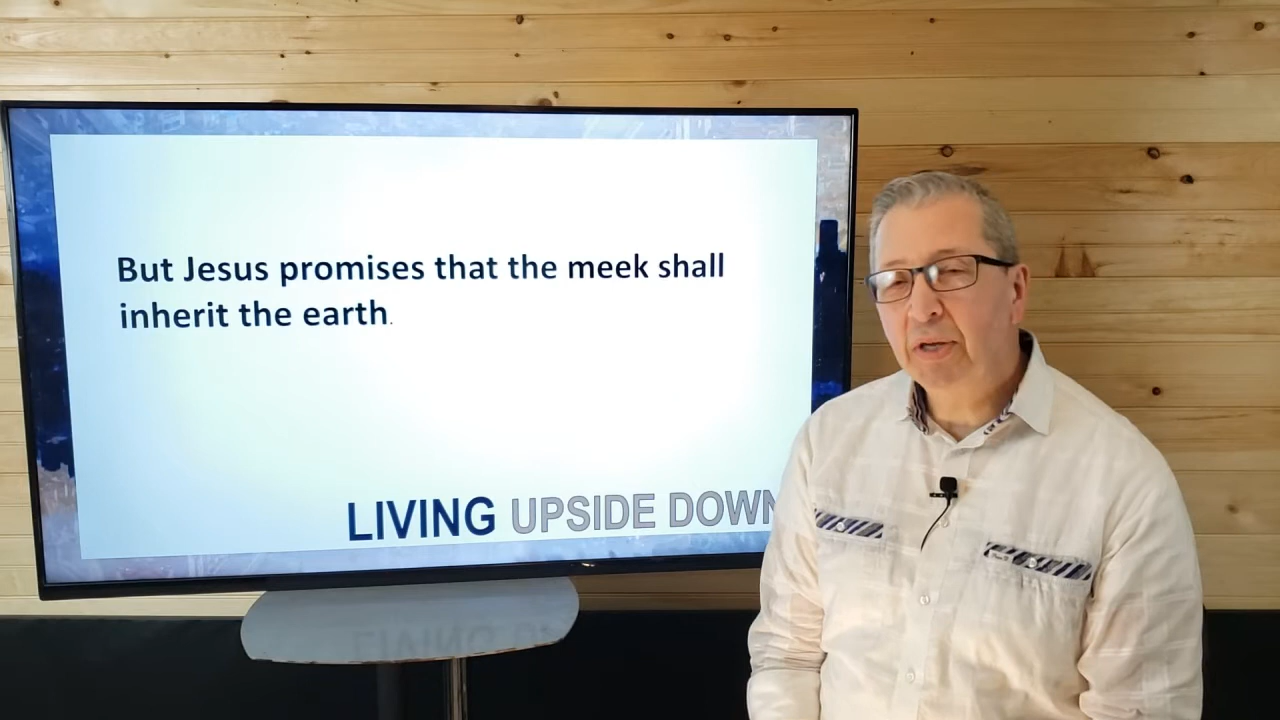 But Jesus promises that the meek shall
inherit the earth.
LIVING UPSIDE DOWN